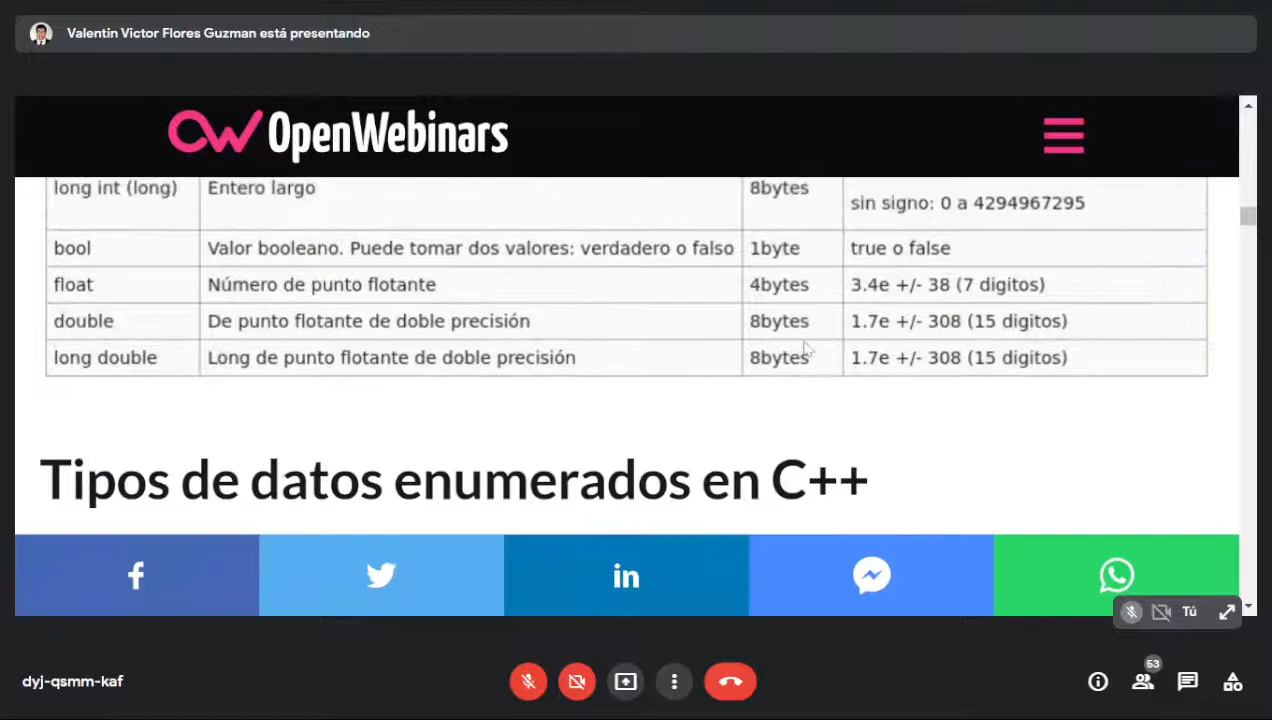 Valentin Victor Flores Guzman está presentando
OpenWebinars
long int (long) Entero largo 8bytes sin signo: 0 a 4294967295
bool Valor booleano. Puede tomar dos valores: verdadero o falso 1byte true o false
float Número de punto flotante 4bytes 3.4e +/- 38 (7 digitos)
double De punto flotante de doble precisión 8bytes 1.7e +/- 308 (15 digitos)
long double Long de punto flotante de doble precisión 8bytes 1.7e +/- 308 (15 digitos)
Tipos de datos enumerados en C++
f in
Tú
53
dyj-qsmm-kaf